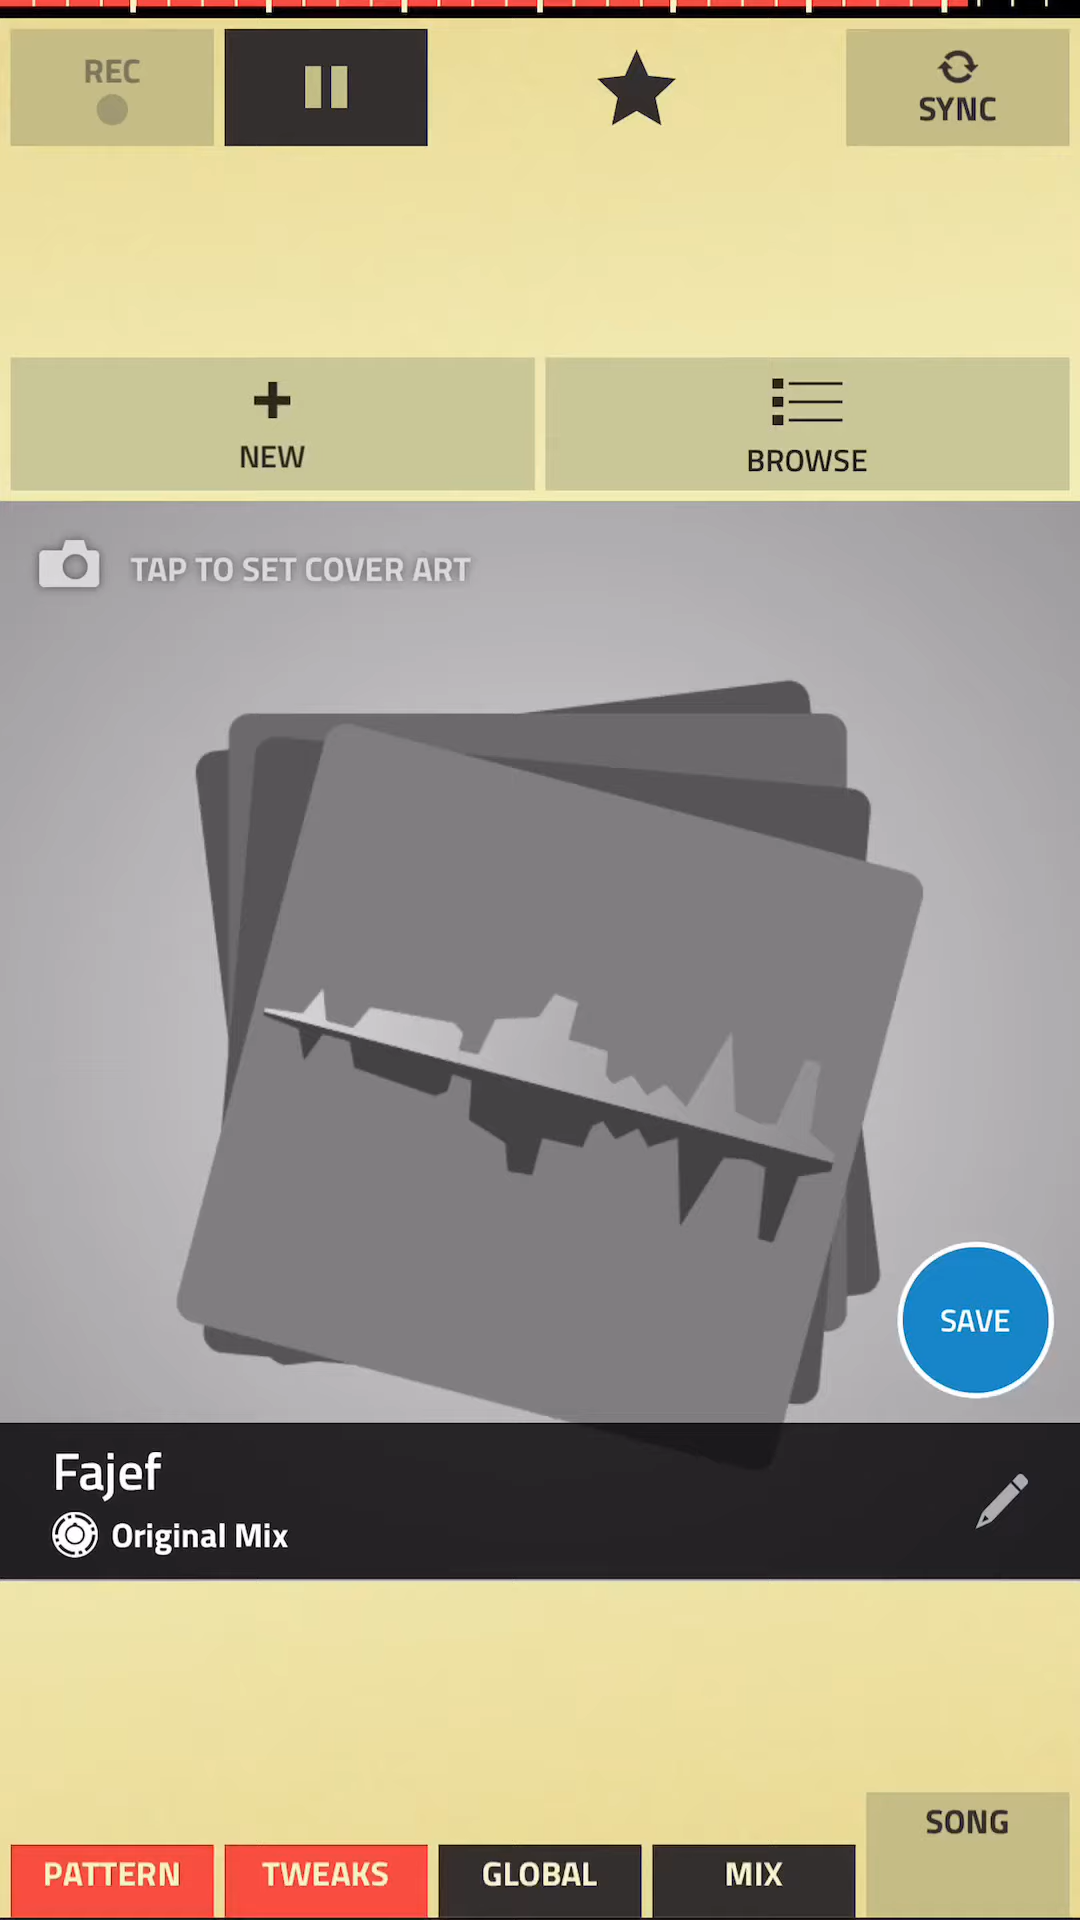 REC
SYNC
NEW
BROWSE
TAP TO SET COVER ART
SAVE
Fajef
Original Mix
SONG
PATTERN
TWEAKS
GLOBAL
MIX